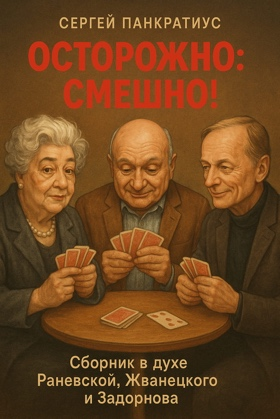 СЕРГЕЙ ПАНКРАТИУС
ОСТОРОЖНО:
СМЕШНО!
Сборник в духе
Раневской, Жванецкого
и Задорнова